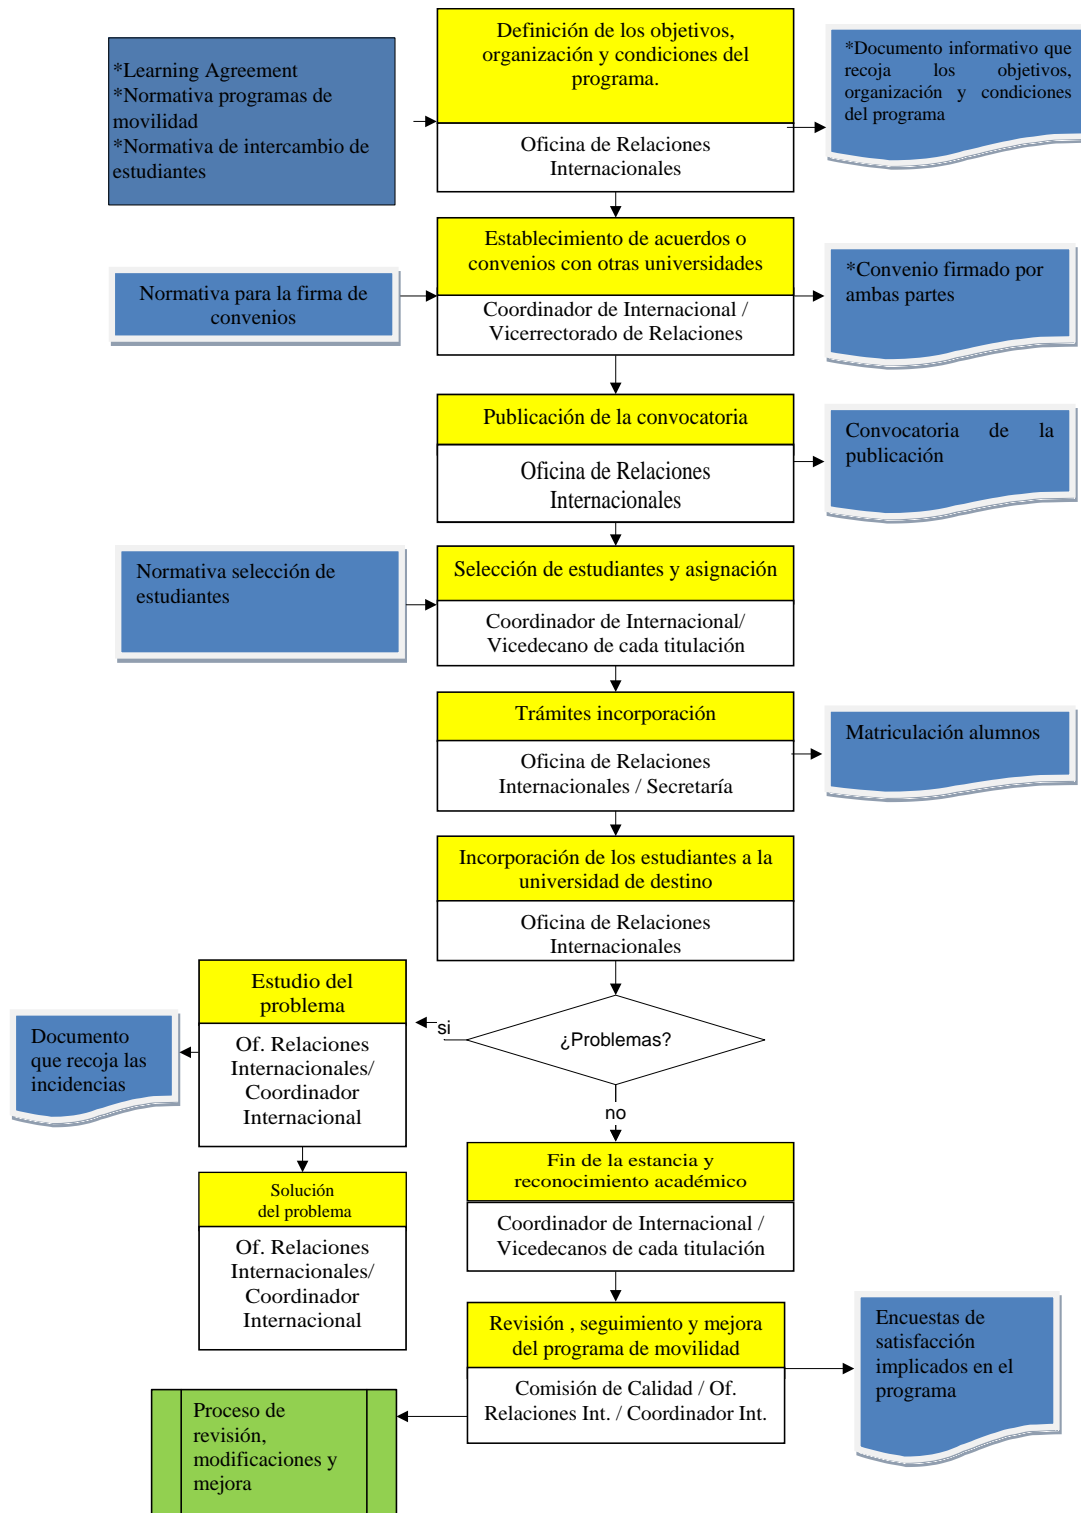 Definición de los objetivos,
organización y condiciones del
programa.
Oficina de Relaciones
Internacionales
*Learning Agreement
*Normativa programas de
movilidad
*Normativa de intercambio de
estudiantes
*Documento informativo que
recoja los objetivos,
organización y condiciones
del programa
Establecimiento de acuerdos o
convenios con otras universidades
Coordinador de Internacional /
Vicerrectorado de Relaciones
Normativa para la firma de
convenios
*Convenio firmado por
ambas partes
Publicación de la convocatoria
Oficina de Relaciones
Internacionales
Convocatoria de la
publicación
Selección de estudiantes y asignación
Coordinador de Internacional/
Vicedecano de cada titulación
Normativa selección de
estudiantes
Trámites incorporación
Oficina de Relaciones
Internacionales / Secretaría
Matriculación alumnos
Incorporación de los estudiantes a la
universidad de destino
Oficina de Relaciones
Internacionales
¿Problemas?
si
no
Estudio del
problema
Of. Relaciones
Internacionales/
Coordinador
Internacional
Documento
que recoja las
incidencias
Solución
del problema
Of. Relaciones
Internacionales/
Coordinador
Internacional
Fin de la estancia y
reconocimiento académico
Coordinador de Internacional /
Vicedecanos de cada titulación
Revisión , seguimiento y mejora
del programa de movilidad
Comisión de Calidad / Of.
Relaciones Int. / Coordinador Int.
Encuestas de
satisfacción
implicados en el
programa
Proceso de
revisión,
modificaciones y
mejora